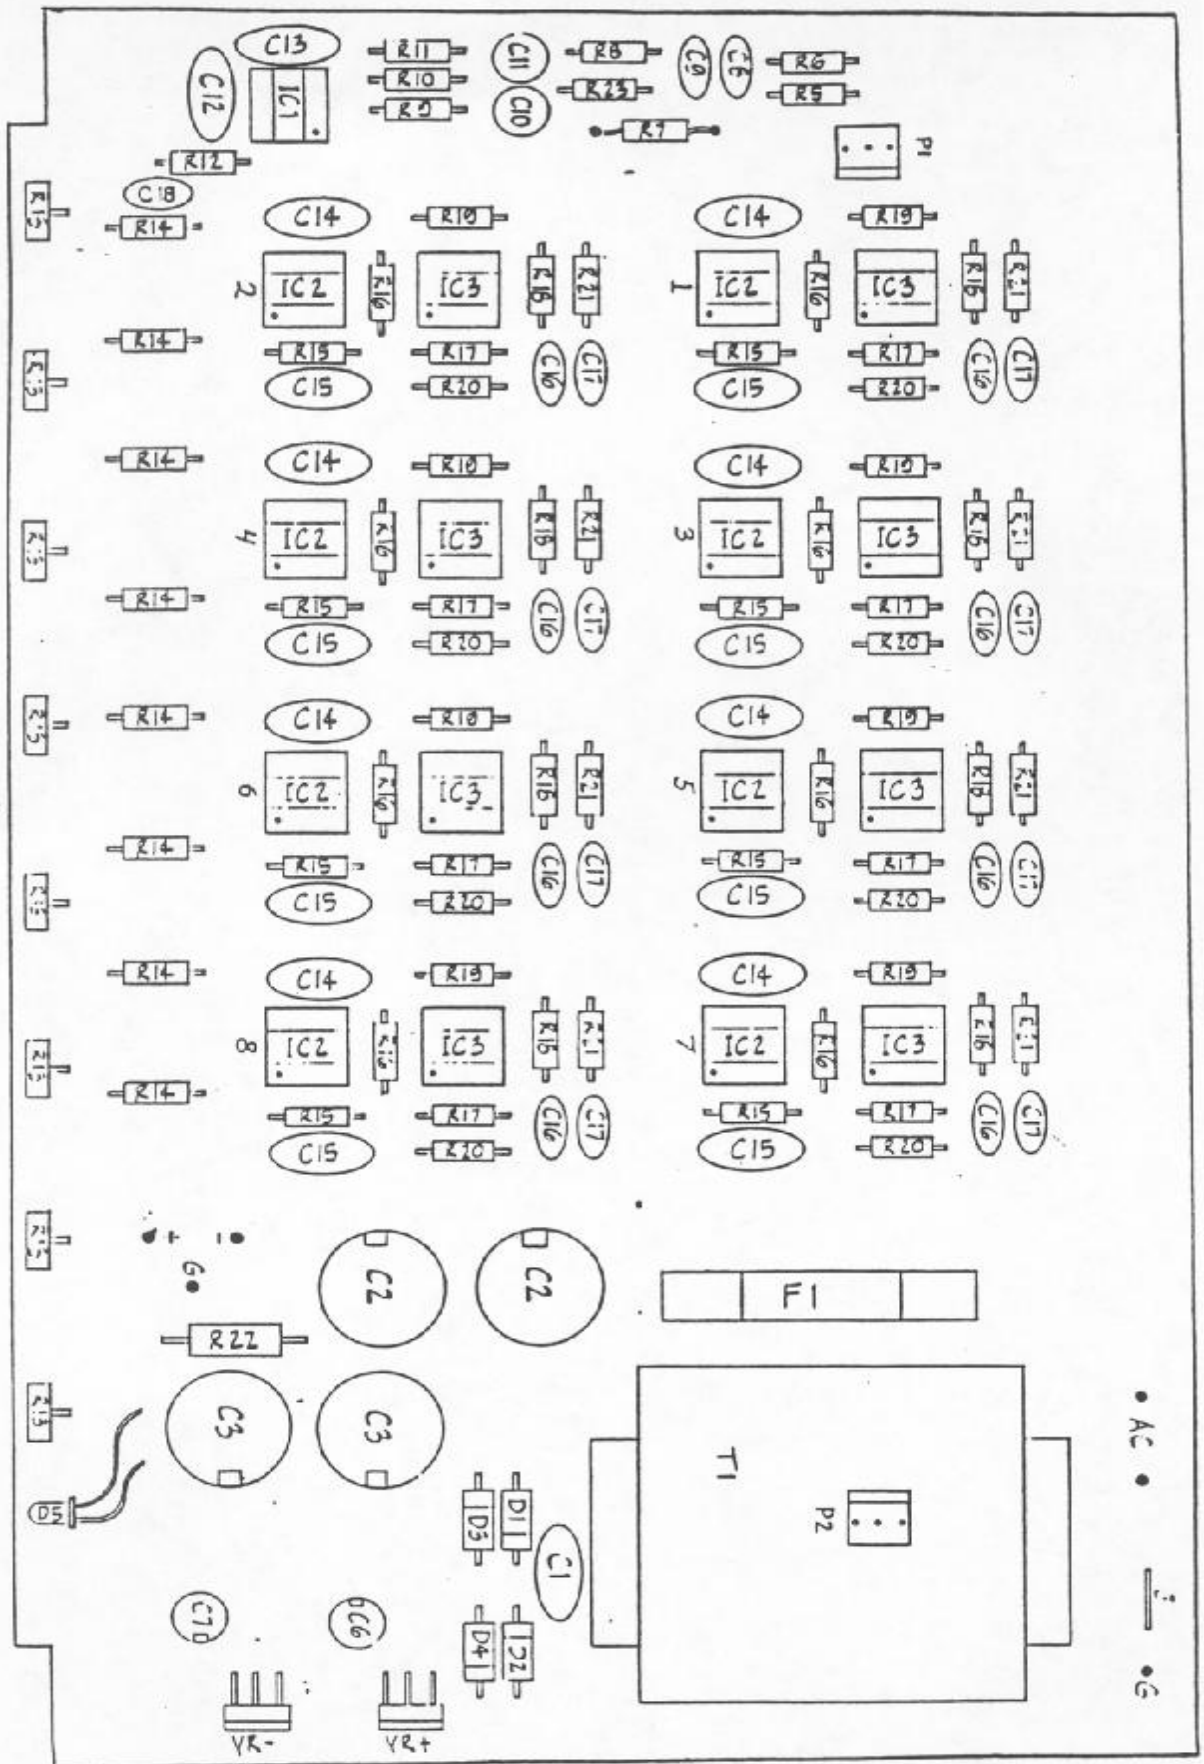 C13
R11
C11
R8
C9
C8
R6
C12
IC1
R10
R23
R5
R9
C10
R7
P1
R12
C18
R14
C14
R19
C14
R19
2
IC2
R16
IC3
R18
R21
1
IC2
R16
IC3
R18
R21
R14
R15
R17
C16
C17
R15
R17
C16
C17
R13
C15
R20
C15
R20
R14
C14
R19
C14
R19
R13
4
IC2
R16
IC3
R18
R21
3
IC2
R16
IC3
R18
R21
R14
R15
R17
C16
C17
R15
R17
C16
C17
C15
R20
C15
R20
R14
C14
R19
C14
R19
6
IC2
R16
IC3
R18
R21
5
IC2
R16
IC3
R18
R21
R14
R15
R17
C16
C17
R15
R17
C16
C17
C15
R20
C15
R20
R14
C14
R19
C14
R19
R13
8
IC2
R16
IC3
R18
R21
7
IC2
R16
IC3
R18
R21
R14
R15
R17
C16
C17
R15
R17
C16
C17
C15
R20
C15
R20
+ -
G
C2
C2
F1
R22
R13
C3
C3
T1
AC
D5
D3
D1
P2
C1
C7
C6
D4
D2
G
VR-
VR+